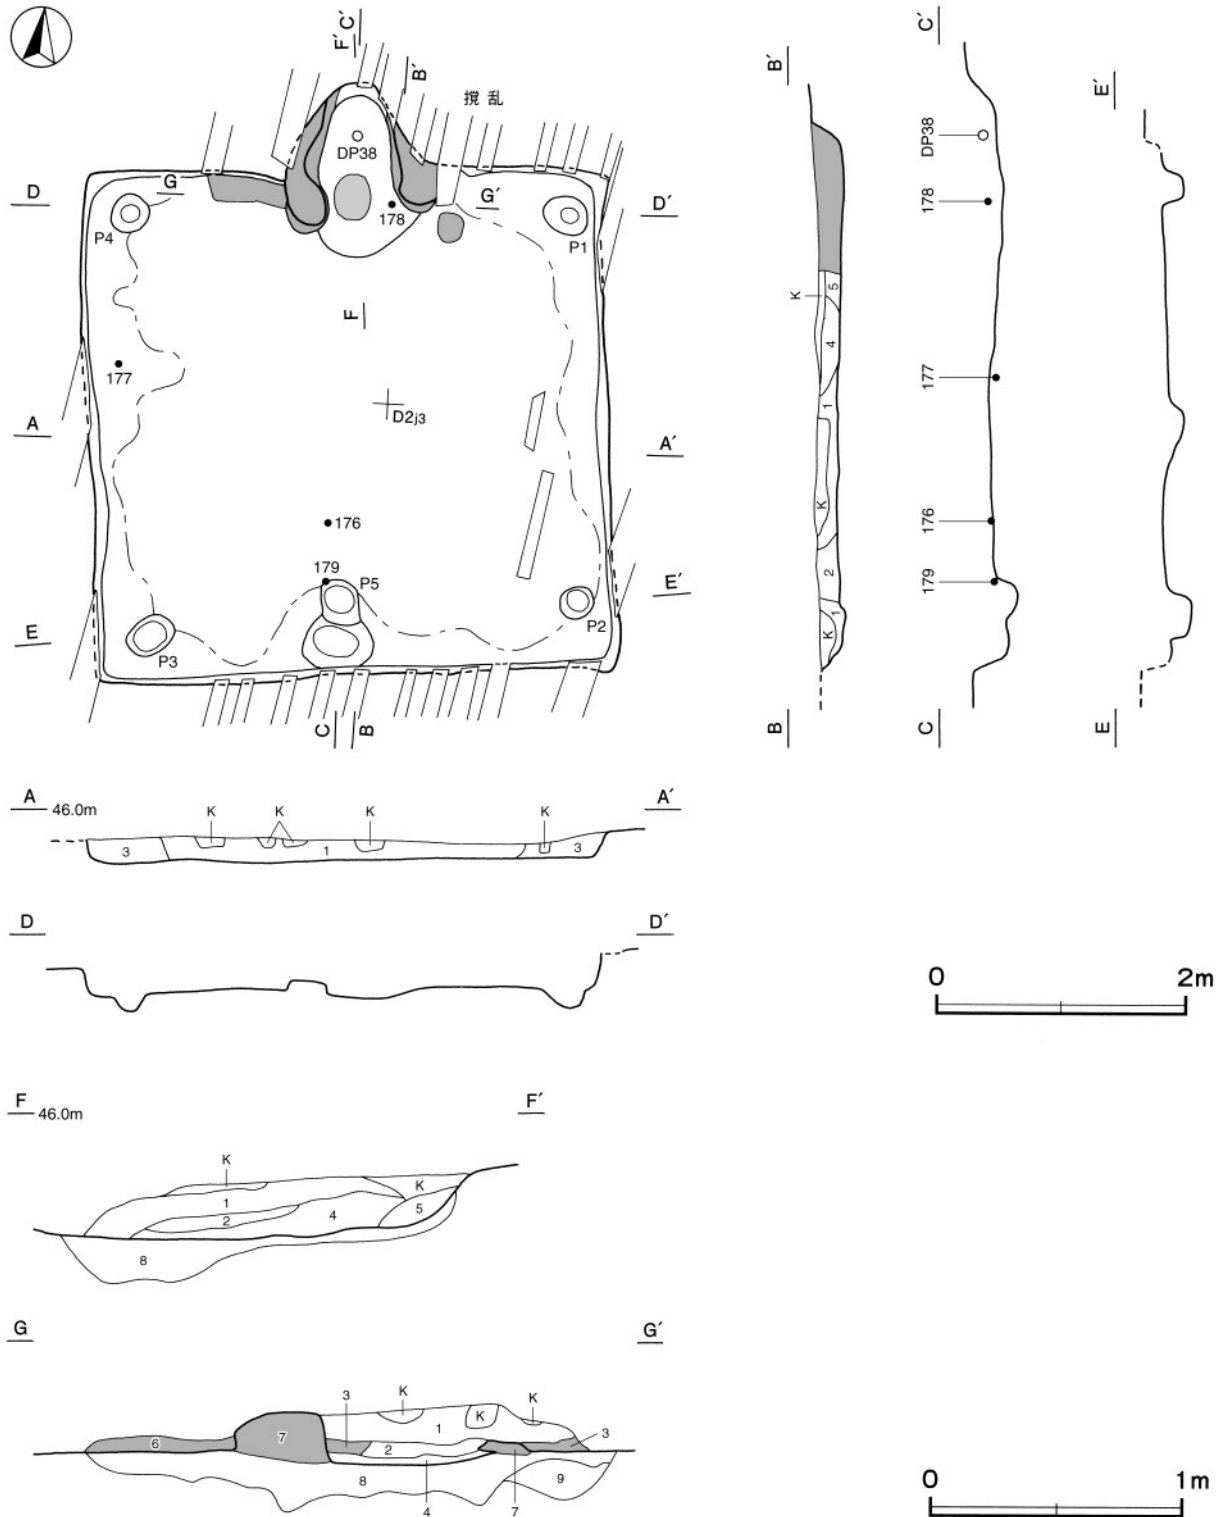 F′ C′
B′
撹乱
DP38
G
G′
D
D′
178
P4
P1
F
177
D2j3
A
A′
176
179
P5
E′
P2
E
P3
C B
B′
K
5
4
1
K
2
1
K
B
C′
DP38
178
177
176
179
C
E′
E
A 46.0m
A′
K K K K
3 1 3
D
D′
0 2m
F 46.0m
F′
K
K
1
2 4 5
8
G
G′
3 K K K 3
1
6 7 2
8 9
4 7
0 1m